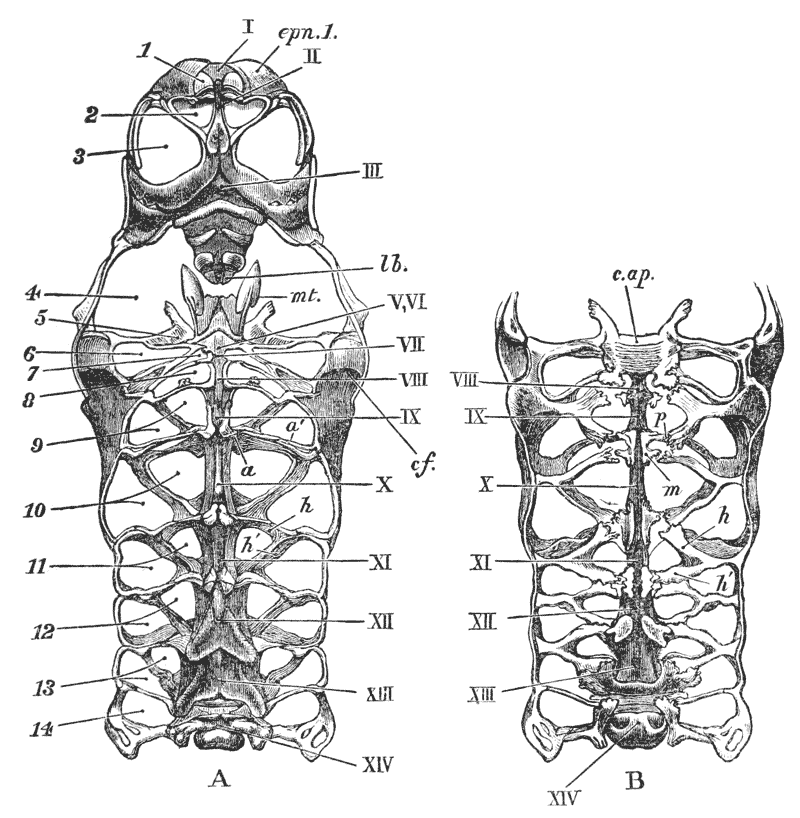 I epn.1.
1 II
2
3
III
lb.
4 mt. V,VI
5
6 VII
7
8 VIII
9 IX
a'
a cf.
10 X
h
h'
11 XI
12 XII
13 XIII
14
XIV
A
c.ap.
VIII
IX p
X m
h
XI
h'
XII
XIII
XIV
B